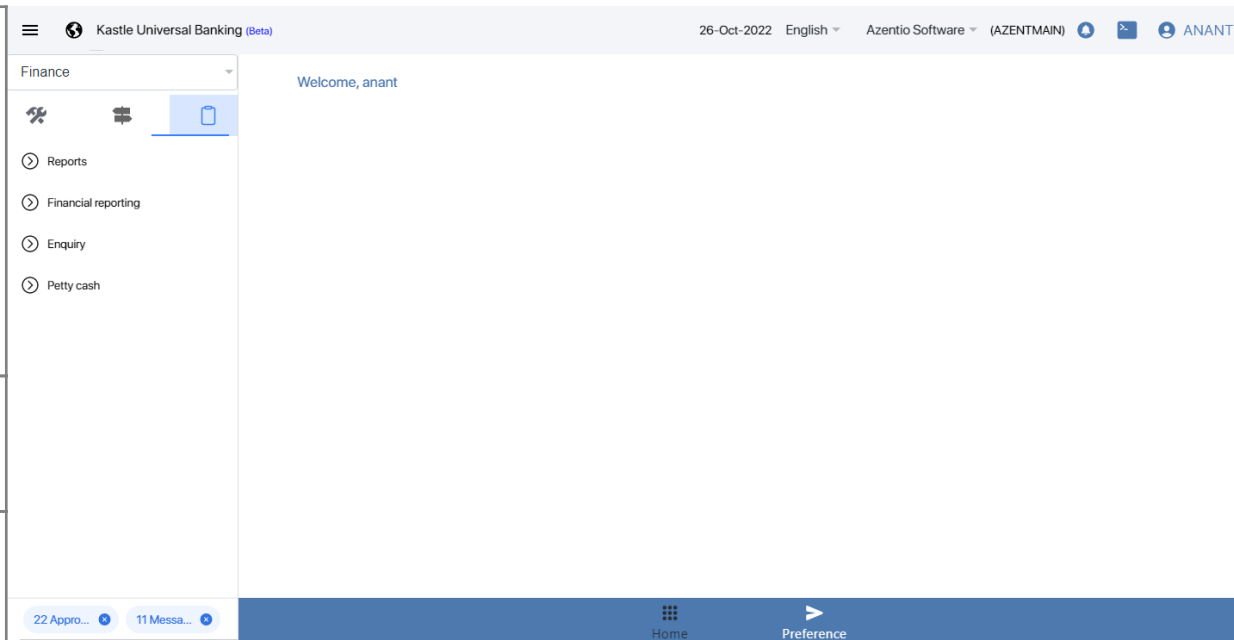 Kastle Universal Banking (Beta)
26-Oct-2022 English Azentio Software (AZENTMAIN) ANANT
Finance
Welcome, anant
Reports
Financial reporting
Enquiry
Petty cash
22 Appro... 11 Messa...
Home Preference